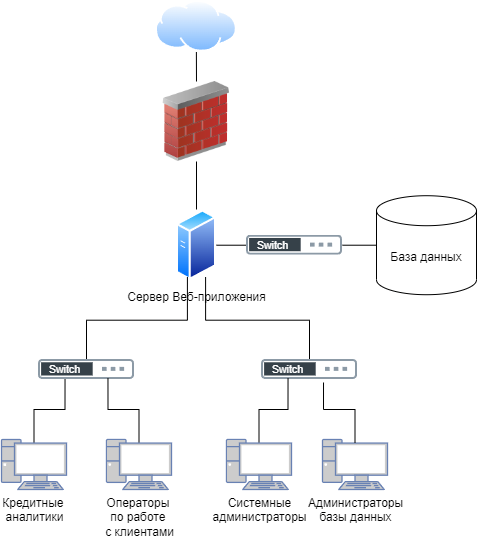 Switch
База данных
Сервер Веб-приложения
Switch
Switch
Кредитные
аналитики
Операторы
по работе
с клиентами
Системные
администраторы
Администраторы
базы данных